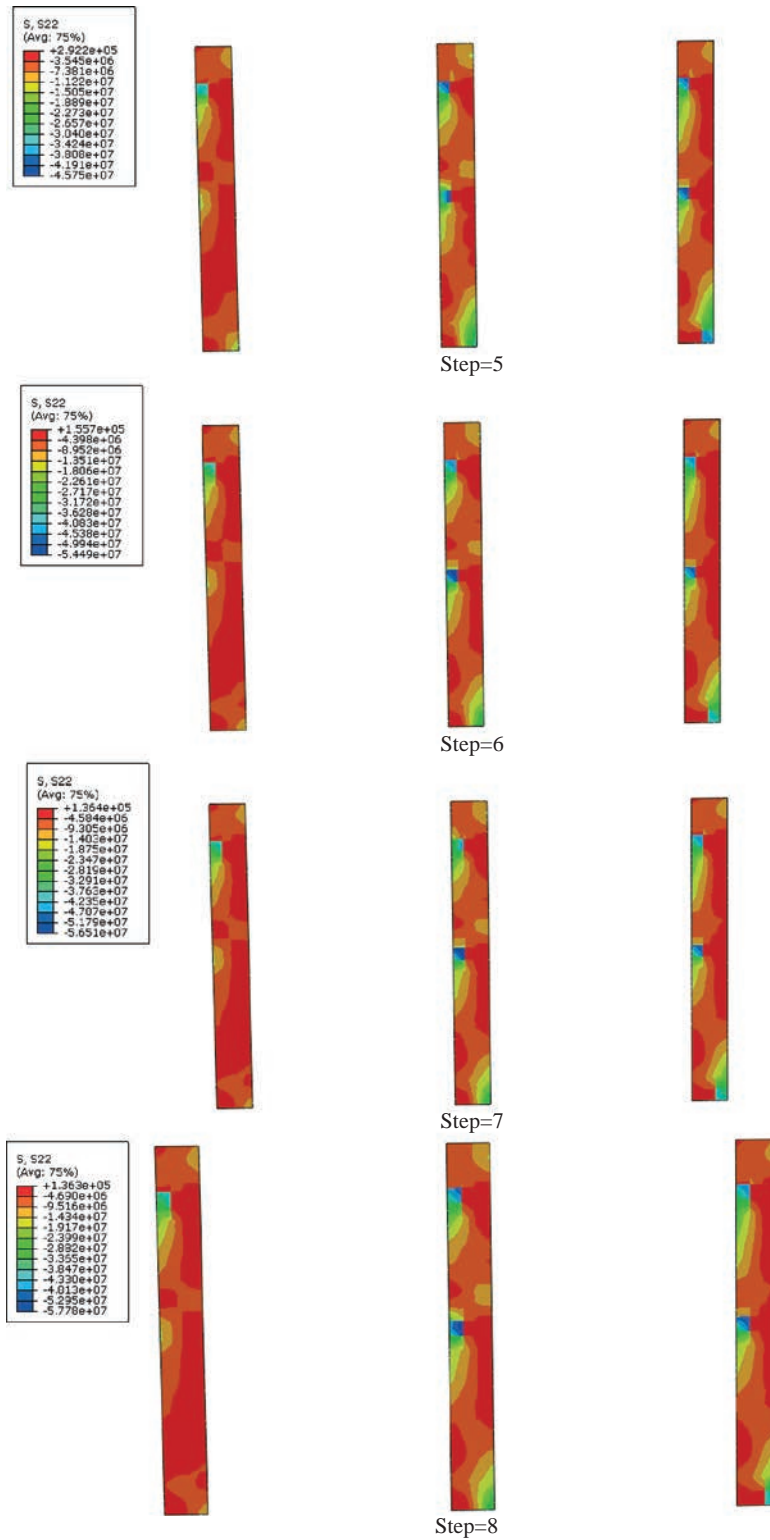 S, S22
(Avg: 75%)
+2.922e+05
-3.545e+06
-7.381e+06
-1.122e+07
-1.505e+07
-1.889e+07
-2.273e+07
-2.657e+07
-3.040e+07
-3.424e+07
-3.808e+07
-4.191e+07
-4.575e+07
Step=5
S, S22
(Avg: 75%)
+1.557e+05
-4.398e+06
-8.952e+06
-1.351e+07
-1.806e+07
-2.261e+07
-2.717e+07
-3.172e+07
-3.628e+07
-4.083e+07
-4.538e+07
-4.994e+07
-5.449e+07
Step=6
S, S22
(Avg: 75%)
+1.364e+05
-4.584e+06
-9.305e+06
-1.403e+07
-1.875e+07
-2.347e+07
-2.819e+07
-3.291e+07
-3.763e+07
-4.235e+07
-4.707e+07
-5.179e+07
-5.651e+07
Step=7
S, S22
(Avg: 75%)
+1.363e+05
-4.690e+06
-9.516e+06
-1.434e+07
-1.917e+07
-2.399e+07
-2.882e+07
-3.365e+07
-3.847e+07
-4.330e+07
-4.813e+07
-5.295e+07
-5.778e+07
Step=8